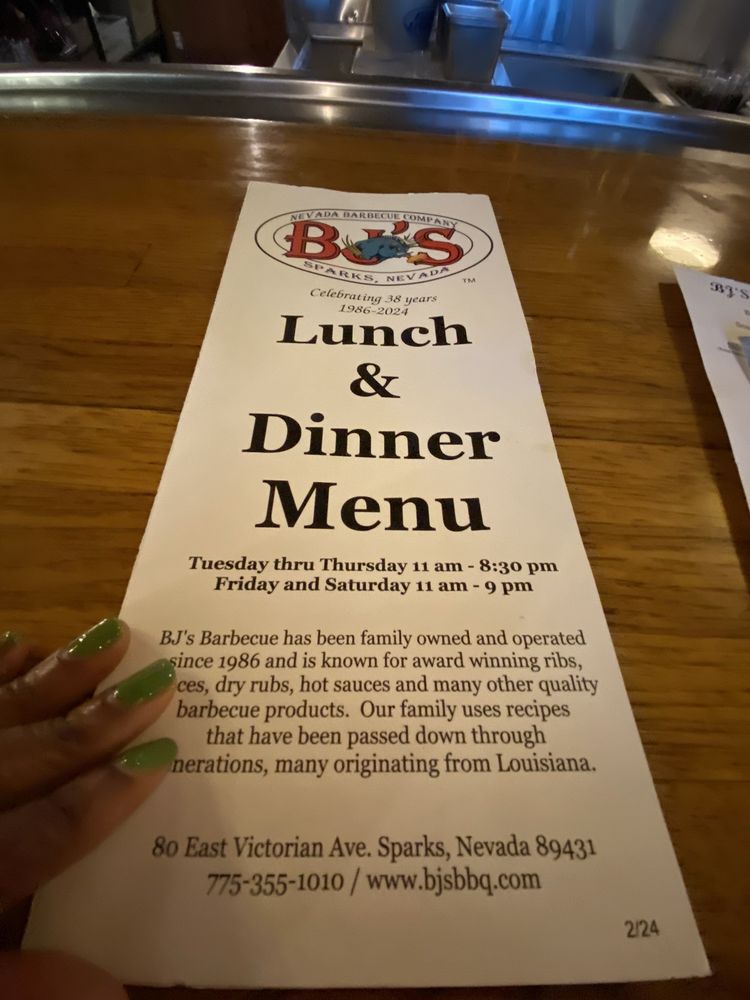 NEVADA BARBECUE COMPANY
BJ'S
SPARKS, NEVADA
TM
Celebrating 38 years
1986-2024
Lunch
&
Dinner
Menu
Tuesday thru Thursday 11 am - 8:30 pm
Friday and Saturday 11 am - 9 pm
BJ's Barbecue has been family owned and operated
since 1986 and is known for award winning ribs,
ces, dry rubs, hot sauces and many other quality
barbecue products. Our family uses recipes
that have been passed down through
nerations, many originating from Louisiana.
80 East Victorian Ave. Sparks, Nevada 89431
775-355-1010 / www.bjsbbq.com
2/24
BJ'S